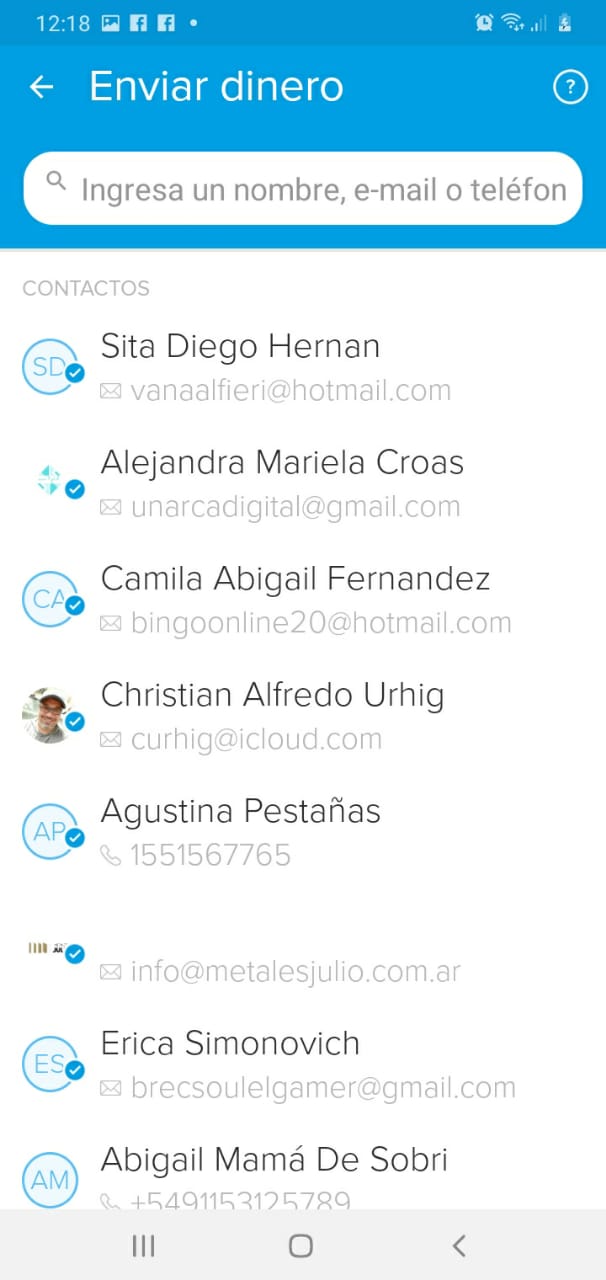 12:18
Enviar dinero
?
Ingresa un nombre, e-mail o teléfon
CONTACTOS
SD
Sita Diego Hernan
vanaalfieri@hotmail.com
Alejandra Mariela Croas
unarcadigital@gmail.com
CA
Camila Abigail Fernandez
bingoonline20@hotmail.com
Christian Alfredo Urhig
curhig@icloud.com
AP
Agustina Pestañas
1551567765
info@metalesjulio.com.ar
ES
Erica Simonovich
brecsoulelgamer@gmail.com
AM
Abigail Mamá De Sobri
+5491153125789